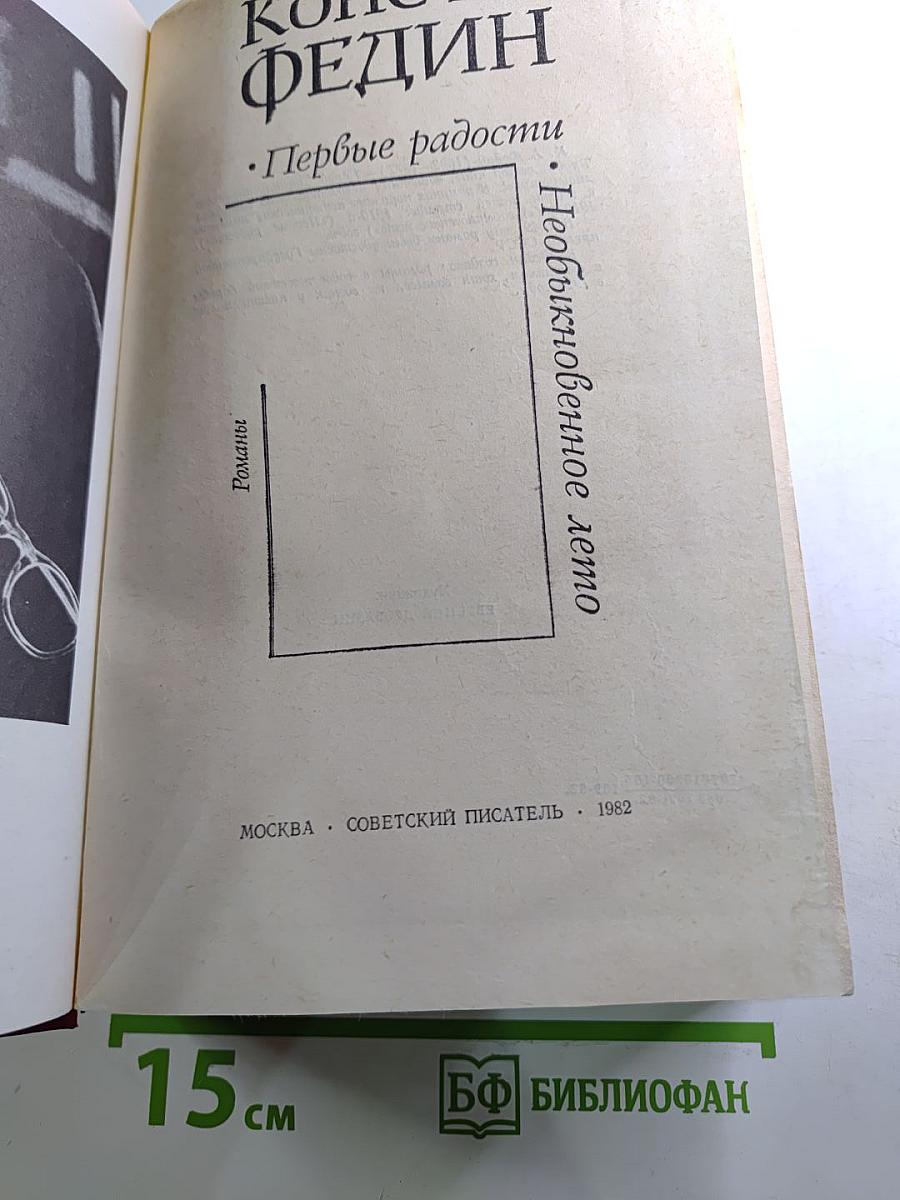 ФЕДИН
· Первые радости
· Необыкновенное лето
Романы
МОСКВА · СОВЕТСКИЙ ПИСАТЕЛЬ · 1982
15 см
БФ БИБЛИОФАН